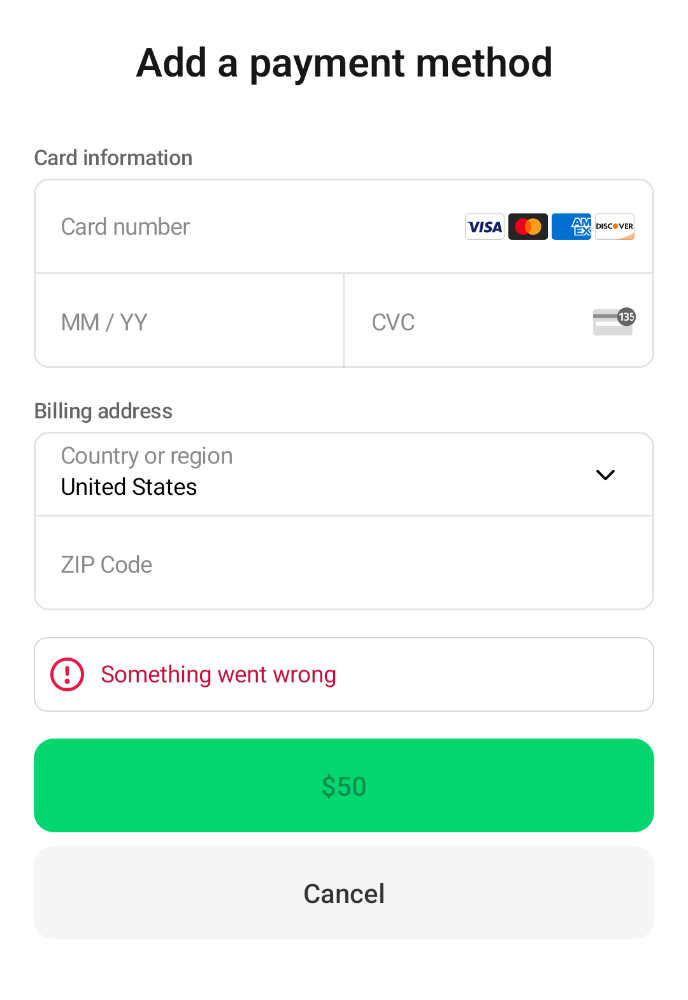 Add a payment method
Card information
Card number
VISA
AM
EX
DISCOVER
MM / YY
CVC
135
Billing address
Country or region
United States
ZIP Code
Something went wrong
$50
Cancel